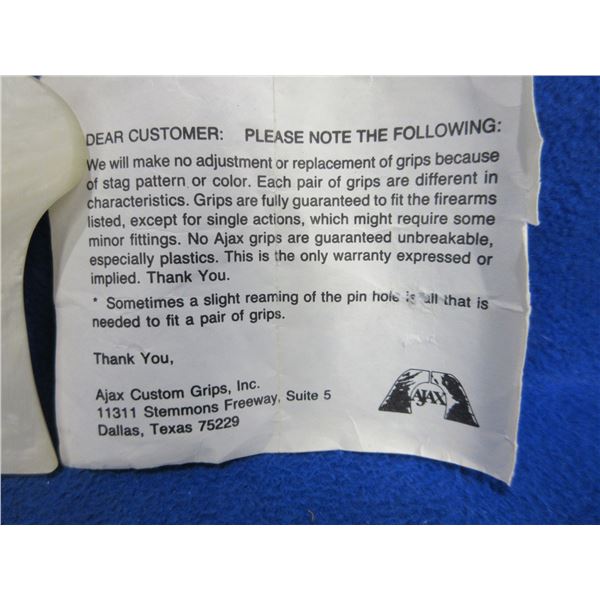 DEAR CUSTOMER: PLEASE NOTE THE FOLLOWING:
We will make no adjustment or replacement of grips because
of stag pattern or color. Each pair of grips are different in
characteristics. Grips are fully guaranteed to fit the firearms
listed, except for single actions, which might require some
minor fittings. No Ajax grips are guaranteed unbreakable,
especially plastics. This is the only warranty expressed or
implied. Thank You.
* Sometimes a slight reaming of the pin hole is all that is
needed to fit a pair of grips.
Thank You,
Ajax Custom Grips, Inc.
11311 Stemmons Freeway, Suite 5
Dallas, Texas 75229
AJAX